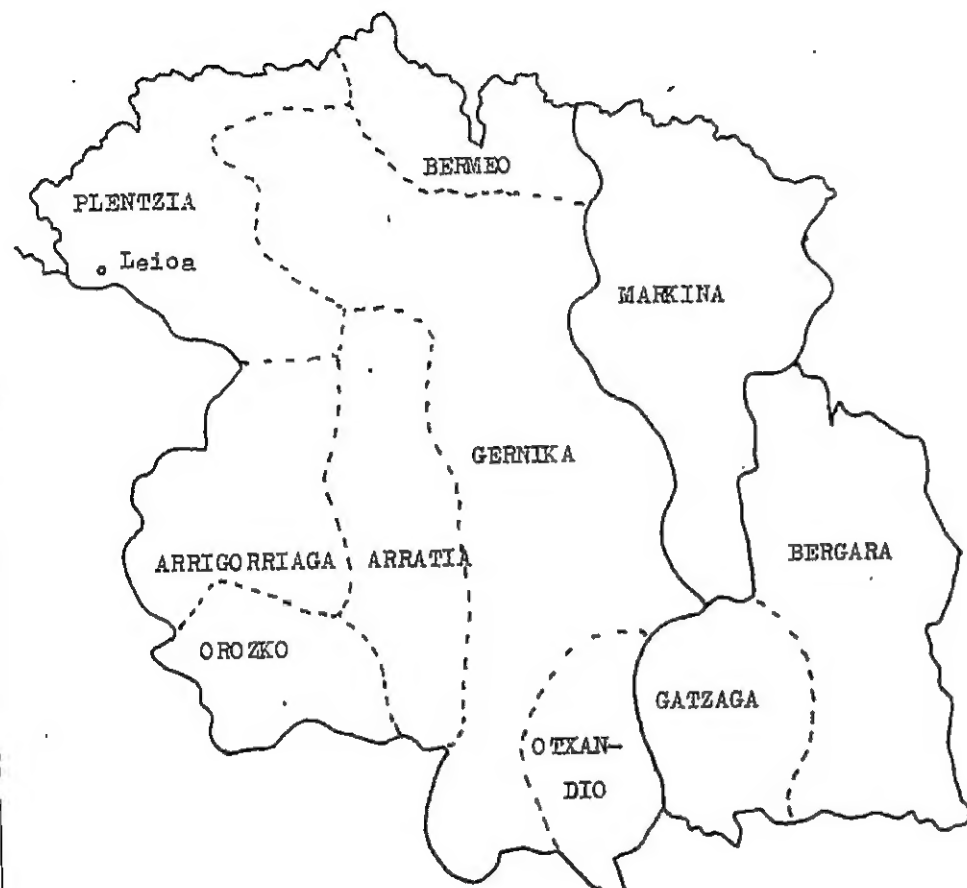 BERMEO
PLENTZIA
Leioa
MARKINA
GERNIKA
BERGARA
ARRIGORRIAGA
ARRATIA
OROZKO
GATZAGA
OTXAN-
DIO